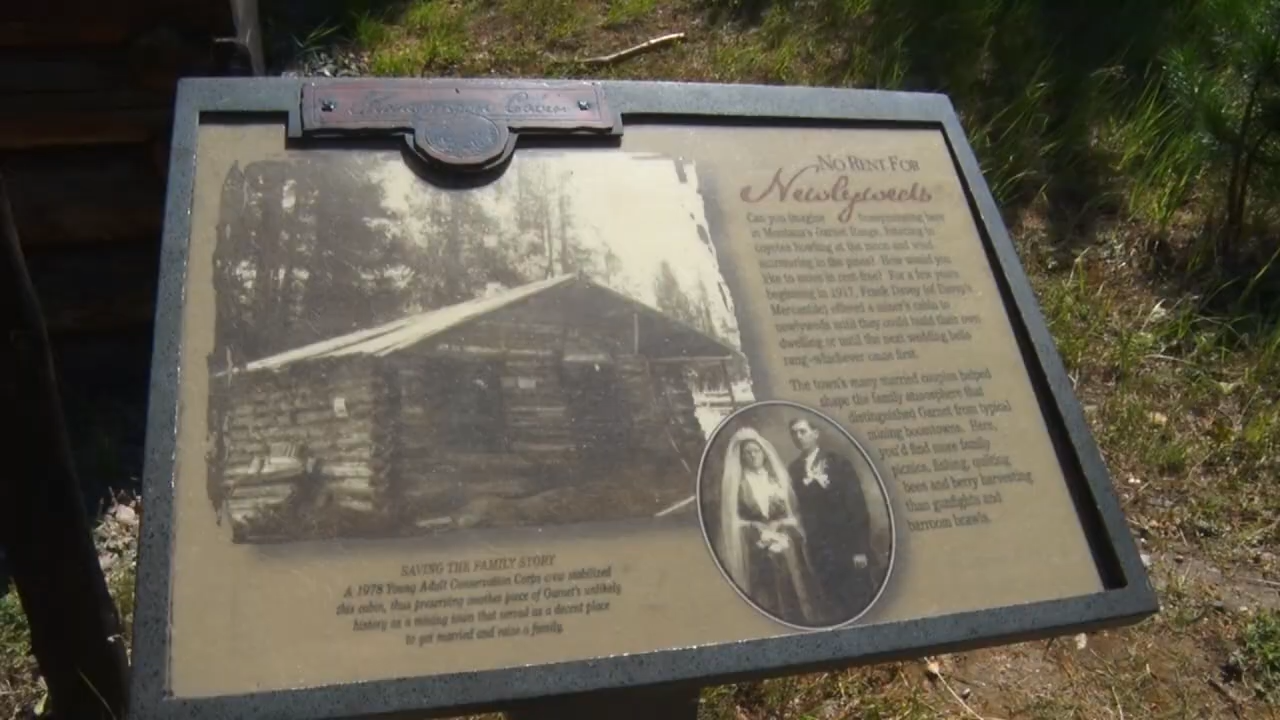 Honeymoon Cabin
NO RENT FOR
Newlyweds
Can you imagine honeymooning here
in Montana's Garnet Range, listening to
coyotes howling at the moon and wind
murmuring in the pines? How would you
like to move in rent-free? For a few years
beginning in 1917, Frank Davey (of Davey's
Mercantile) offered a miner's cabin to
newlyweds until they could build their own
dwelling or until the next wedding bells
rang-whichever came first.
The town's many married couples helped
shape the family atmosphere that
distinguished Garnet from typical
mining boomtowns. Here,
you'd find more family
picnics, fishing, quilting
bees and berry harvesting
than gunfights and
barroom brawls.
SAVING THE FAMILY STORY
A 1978 Young Adult Conservation Corps crew stabilized
this cabin, thus preserving another piece of Garnet's unlikely
history as a mining town that served as a decent place
to get married and raise a family.